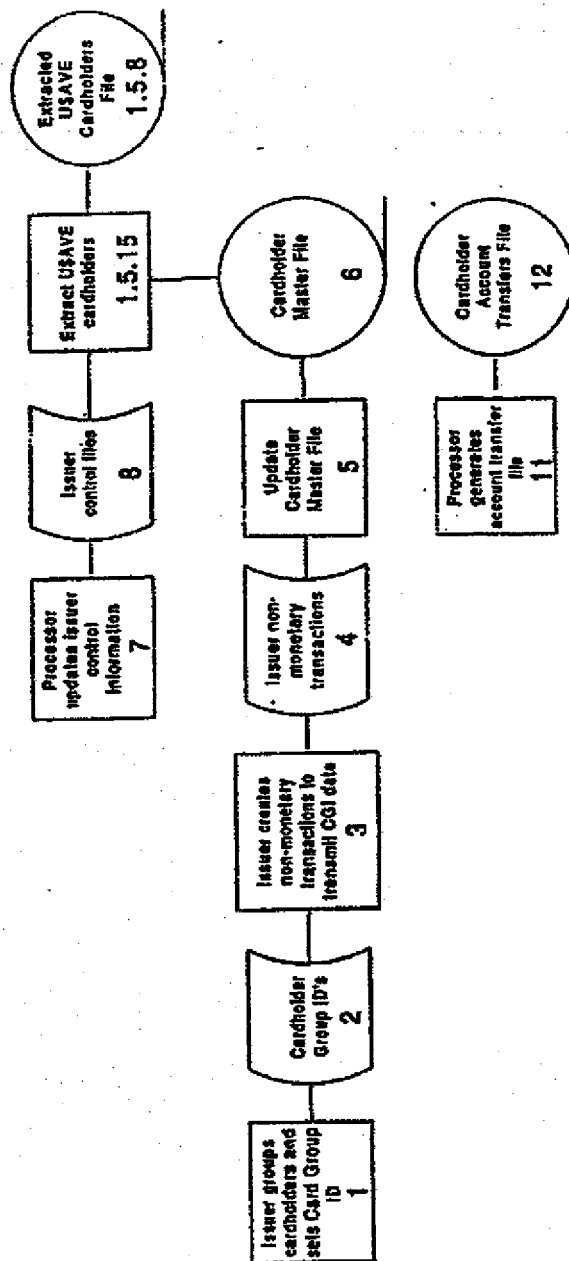 Processor
updates issuer
control
information
7
Issuer
control files
8
Extract USAVE
cardholders
1.5.15
Extracted
USAVE
Cardholders
File
1.5.8
Issuer groups
cardholders and
sets Card Group
ID
1
Cardholder
Group ID's
2
Issuer creates
non-monetary
transactions to
transmit CGI data
3
Issuer non-
monetary
transactions
4
Update
Cardholder
Master File
5
Cardholder
Master File
6
Processor
generates
account transfer
file
11
Cardholder
Account
Transfers File
12